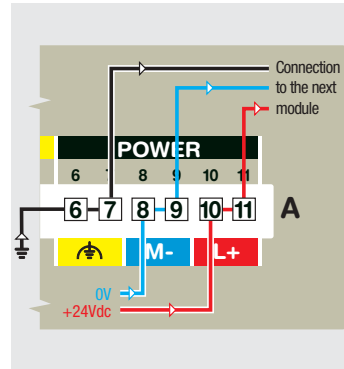 Connection
to the next
module
POWER
6 7 8 9 10 11
6 7 8 9 10 11 A
M- L+
0V
+24Vdc